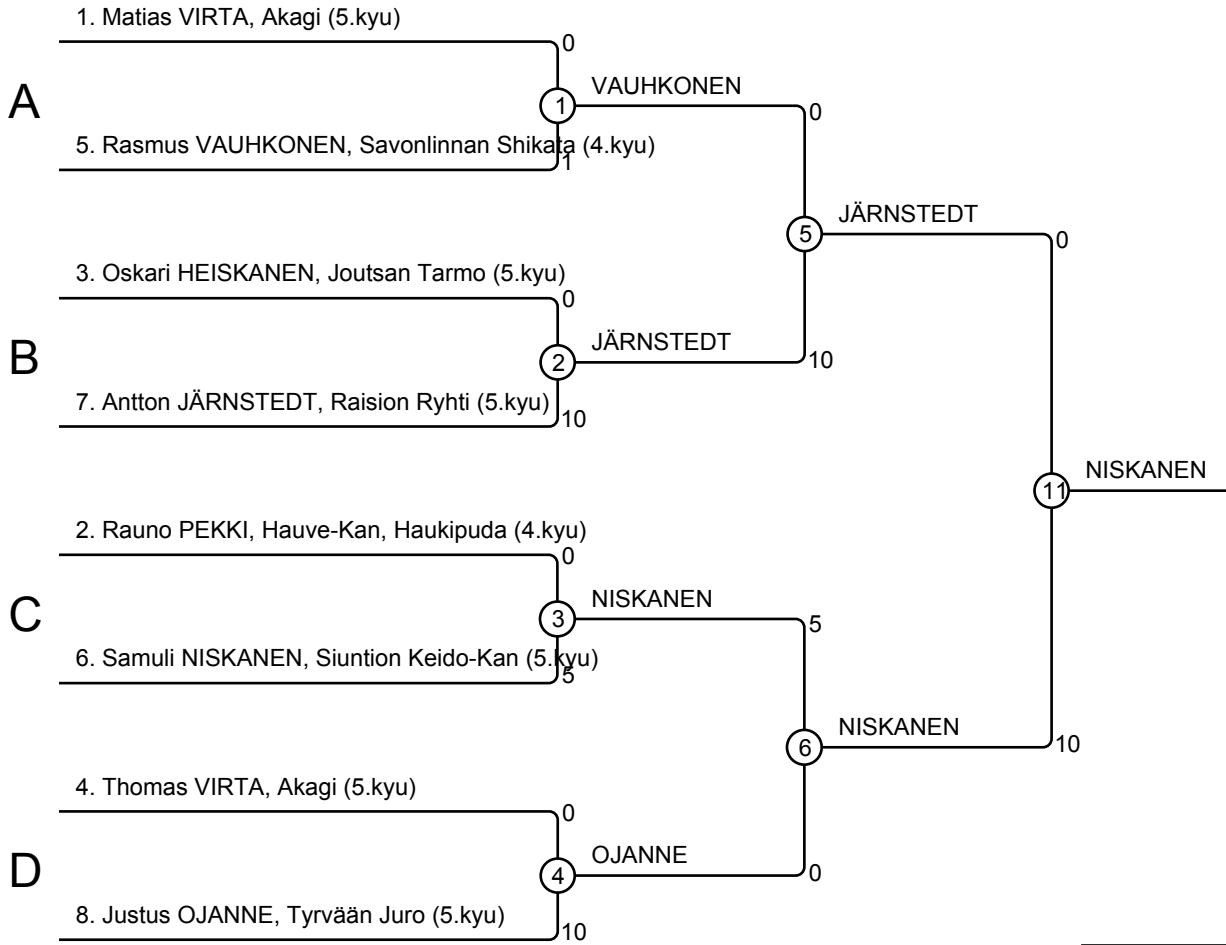 1. Matias VIRTA, Akagi (5.kyu)
0
A
1
VAUHKONEN
0
5. Rasmus VAUHKONEN, Savonlinnan Shikata (4.kyu)
1
5
JÄRNSTEDT
0
3. Oskari HEISKANEN, Joutsan Tarmo (5.kyu)
0
B
2
JÄRNSTEDT
10
7. Antton JÄRNSTEDT, Raision Ryhti (5.kyu)
10
11
NISKANEN
2. Rauno PEKKI, Hauve-Kan, Haukipuda (4.kyu)
0
C
3
NISKANEN
5
6. Samuli NISKANEN, Siuntion Keido-Kan (5.kyu)
5
6
NISKANEN
10
4. Thomas VIRTA, Akagi (5.kyu)
0
D
4
OJANNE
0
8. Justus OJANNE, Tyrvään Juro (5.kyu)
10